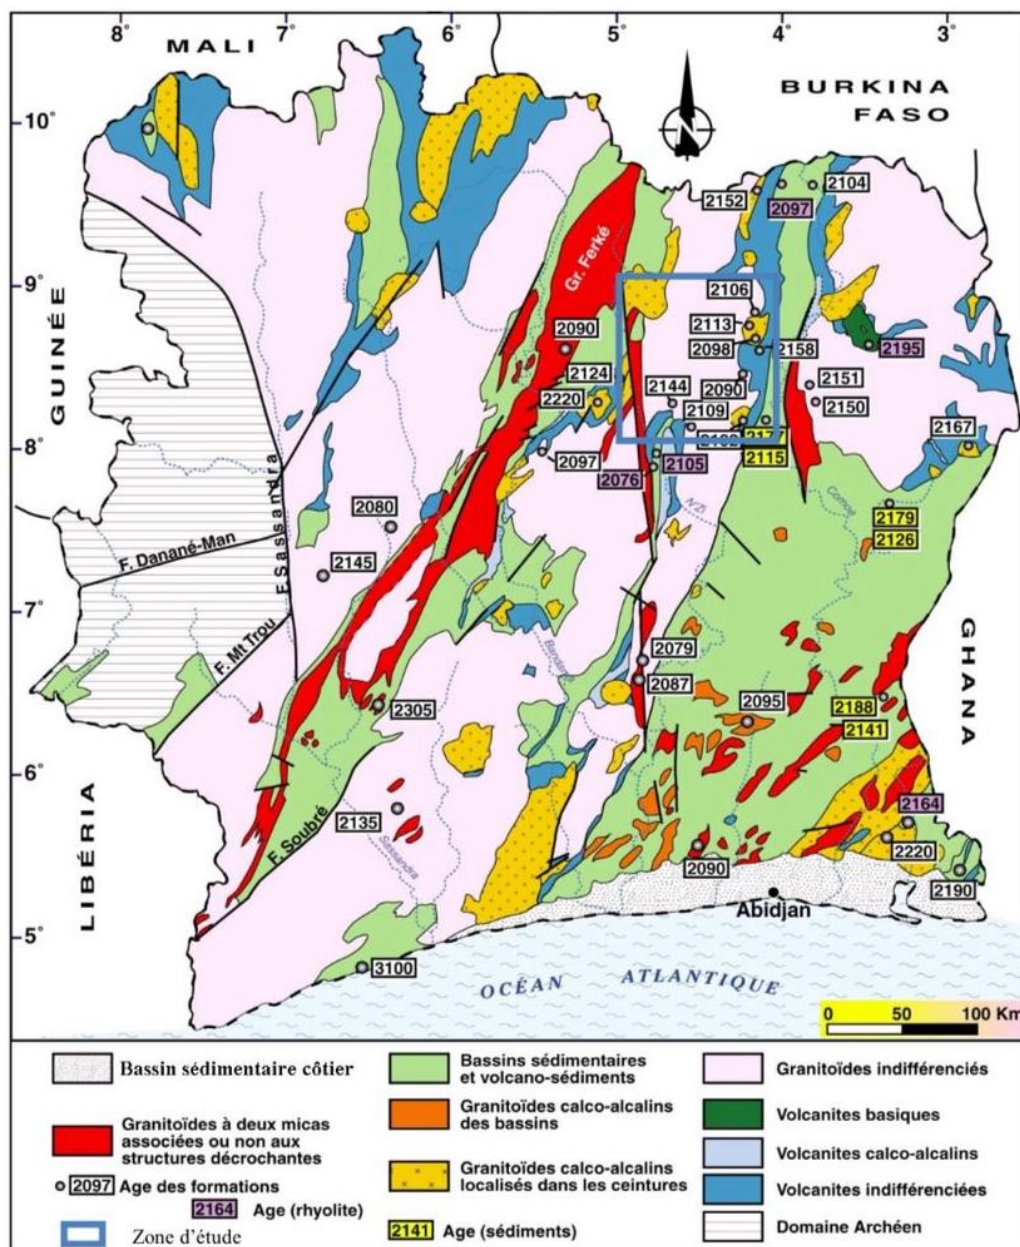 8° 7° 6° 5° 4° 3°
MALI
BURKINA
FASO
10°
N
2104
2152
2097
Gr. Ferké
9°
GUINÉE
2106
2090
2113
2098
2158
2195
2124
2090
2151
2220
2144
2109
2150
2177
2167
8°
2097
2105
2115
2076
N'Zi
Comoé
2179
2080
2126
F. Sassandra
F. Danané-Man
2145
7°
GHANA
F. Mt Trou
Bandama
2079
2087
2095
2188
2305
2141
6°
LIBÉRIA
2135
F. Soubré
Sassandra
2164
2220
2090
2190
Abidjan
5°
3100
OCÉAN ATLANTIQUE
0 50 100 Km
Bassin sédimentaire côtier
Granitoïdes à deux micas
associées ou non aux
structures décrochantes
2097 Age des formations
2164 Age (rhyolite)
Zone d'étude
Bassins sédimentaires
et volcano-sédiments
Granitoïdes calco-alcalins
des bassins
Granitoïdes calco-alcalins
localisés dans les ceintures
2141 Age (sédiments)
Granitoïdes indifférenciés
Volcanites basiques
Volcanites calco-alcalins
Volcanites indifférenciées
Domaine Archéen